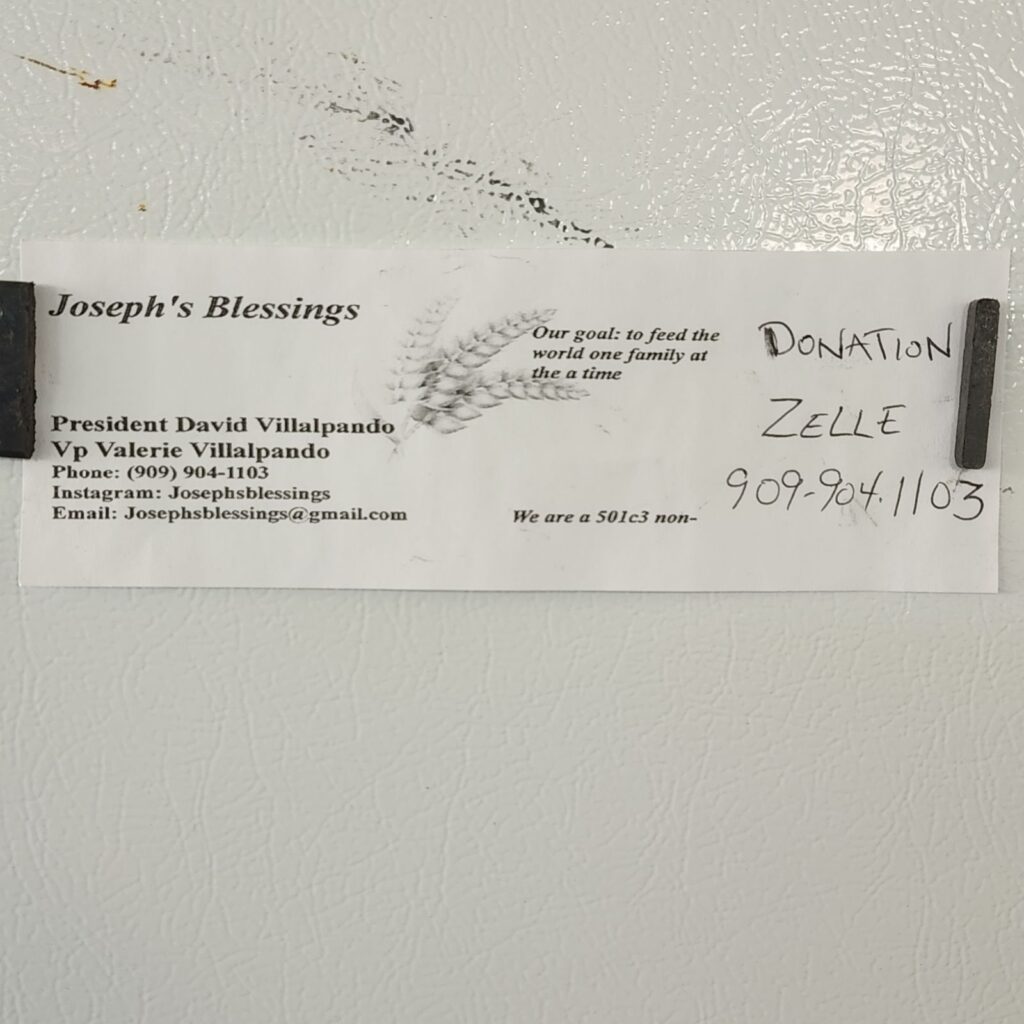 Joseph's Blessings
Our goal: to feed the
world one family at
the a time
President David Villalpando
Vp Valerie Villalpando
Phone: (909) 904-1103
Instagram: Josephsblessings
Email: Josephsblessings@gmail.com
We are a 501c3 non-
DONATION
ZELLE
909-904.1103